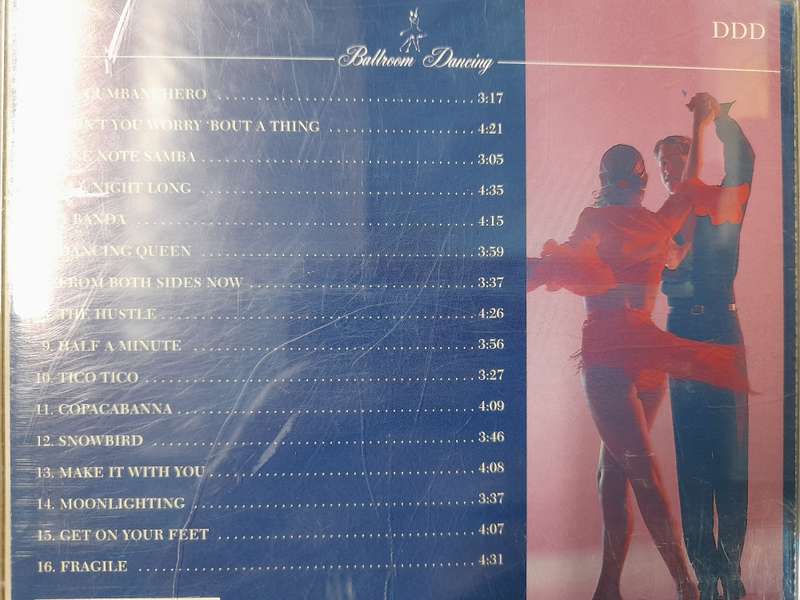 DDD
Ballroom Dancing
CUMBANCHERO 3:17
DON'T YOU WORRY 'BOUT A THING 4:21
ONE NOTE SAMBA 3:05
NIGHT LONG 4:35
BANDA 4:15
DANCING QUEEN 3:59
FROM BOTH SIDES NOW 3:37
THE HUSTLE 4:26
9. HALF A MINUTE 3:56
10. TICO TICO 3:27
11. COPACABANNA 4:09
12. SNOWBIRD 3:46
13. MAKE IT WITH YOU 4:08
14. MOONLIGHTING 3:37
15. GET ON YOUR FEET 4:07
16. FRAGILE 4:31